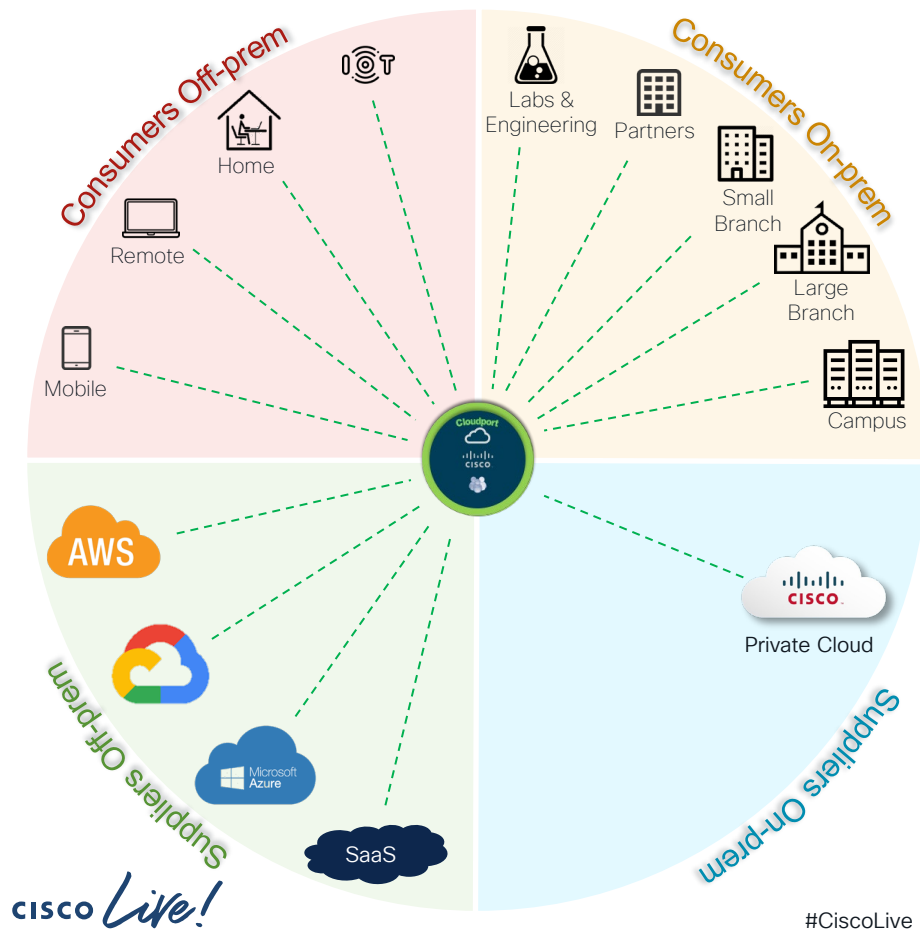 Consumers Off-prem
IOT
Home
Remote
Mobile
Consumers On-prem
Labs &
Engineering
Partners
Small
Branch
Large
Branch
Campus
Cloudport
CISCO
AWS
Microsoft
Azure
SaaS
Suppliers Off-prem
CISCO
Private Cloud
Suppliers On-prem
CISCO Live!
#CiscoLive